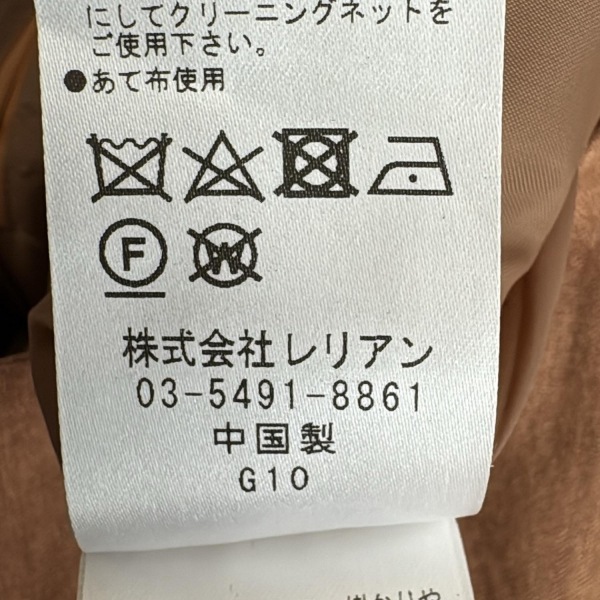 にしてクリーニングネットを
ご使用下さい。
●あて布使用
F W
株式会社レリアン
03-5491-8861
中国製
G10